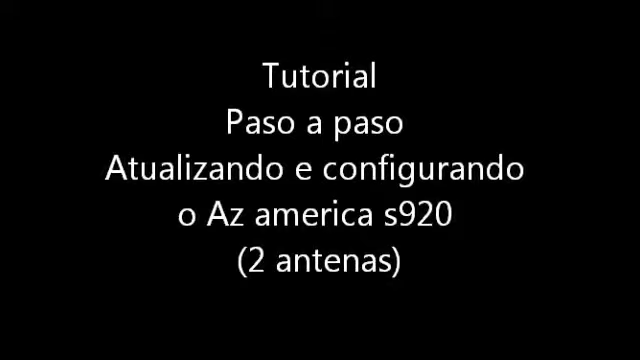 Tutorial
Paso a paso
Atualizando e configurando
o Az america s920
(2 antenas)